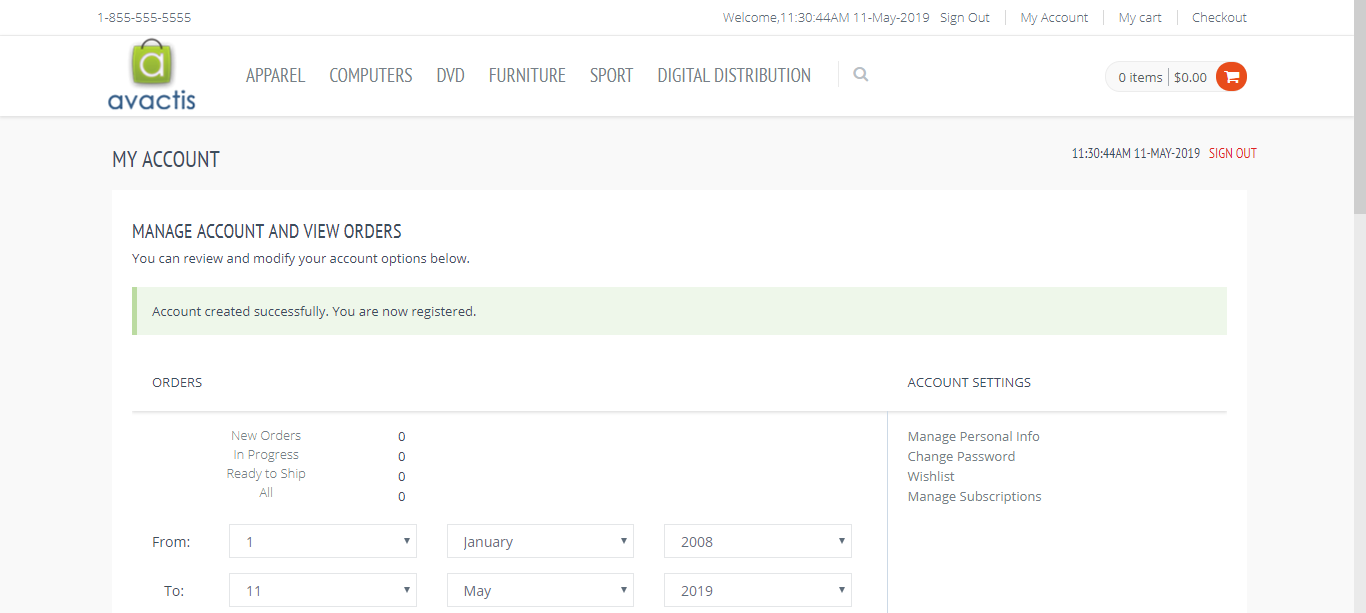 1-855-555-5555
Welcome,11:30:44AM 11-May-2019 Sign Out My Account My cart Checkout
a
avactis
APPAREL COMPUTERS DVD FURNITURE SPORT DIGITAL DISTRIBUTION
0 items $0.00
MY ACCOUNT
11:30:44AM 11-MAY-2019 SIGN OUT
MANAGE ACCOUNT AND VIEW ORDERS
You can review and modify your account options below.
Account created successfully. You are now registered.
ORDERS
New Orders 0
In Progress 0
Ready to Ship 0
All 0
From: 1 January 2008
To: 11 May 2019
ACCOUNT SETTINGS
Manage Personal Info
Change Password
Wishlist
Manage Subscriptions